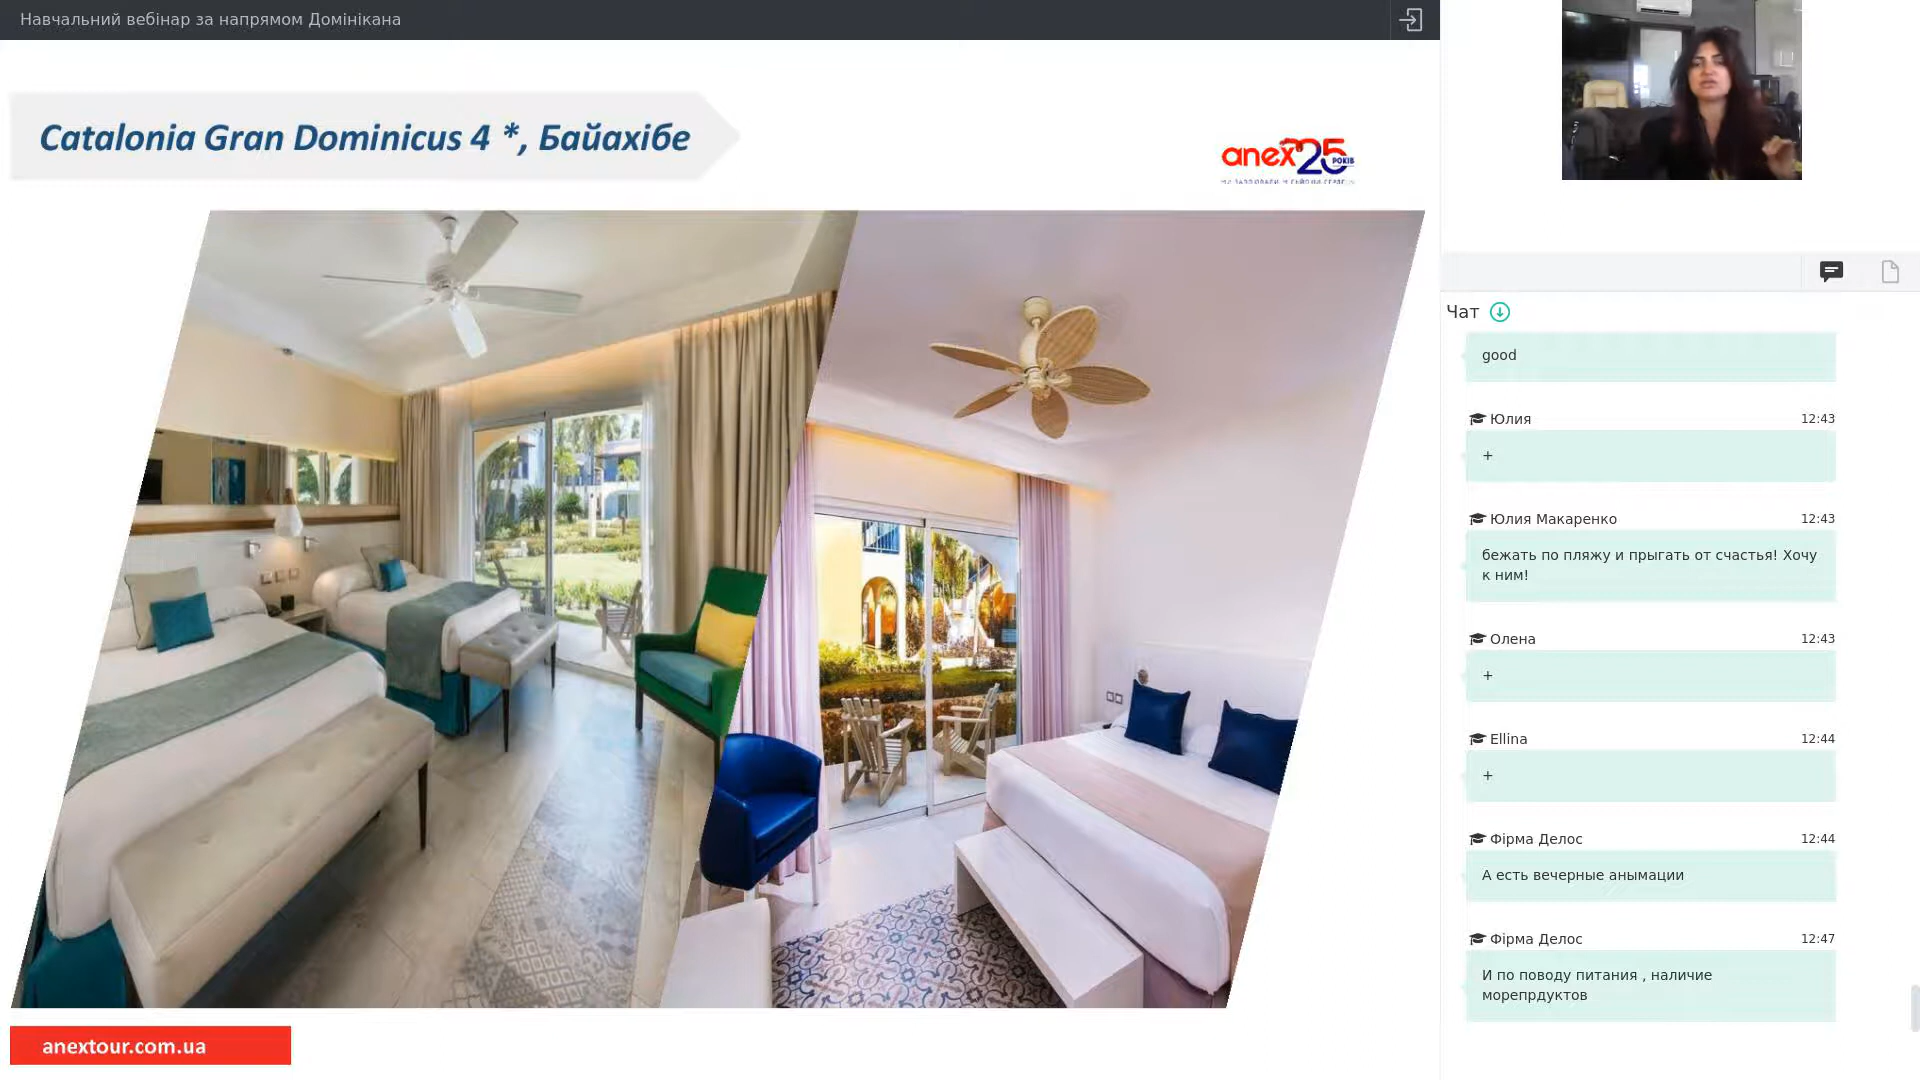 Навчальний вебінар за напрямом Домінікана
Catalonia Gran Dominicus 4 *, Байахібе
anex 25
РОКІВ
anextour.com.ua
Чат
good
Юлия 12:43
+
Юлия Макаренко 12:43
бежать по пляжу и прыгать от счастья! Хочу
к ним!
Олена 12:43
+
Ellina 12:44
+
Фірма Делос 12:44
А есть вечерные анымации
Фірма Делос 12:47
И по поводу питания , наличие
морепрдуктов